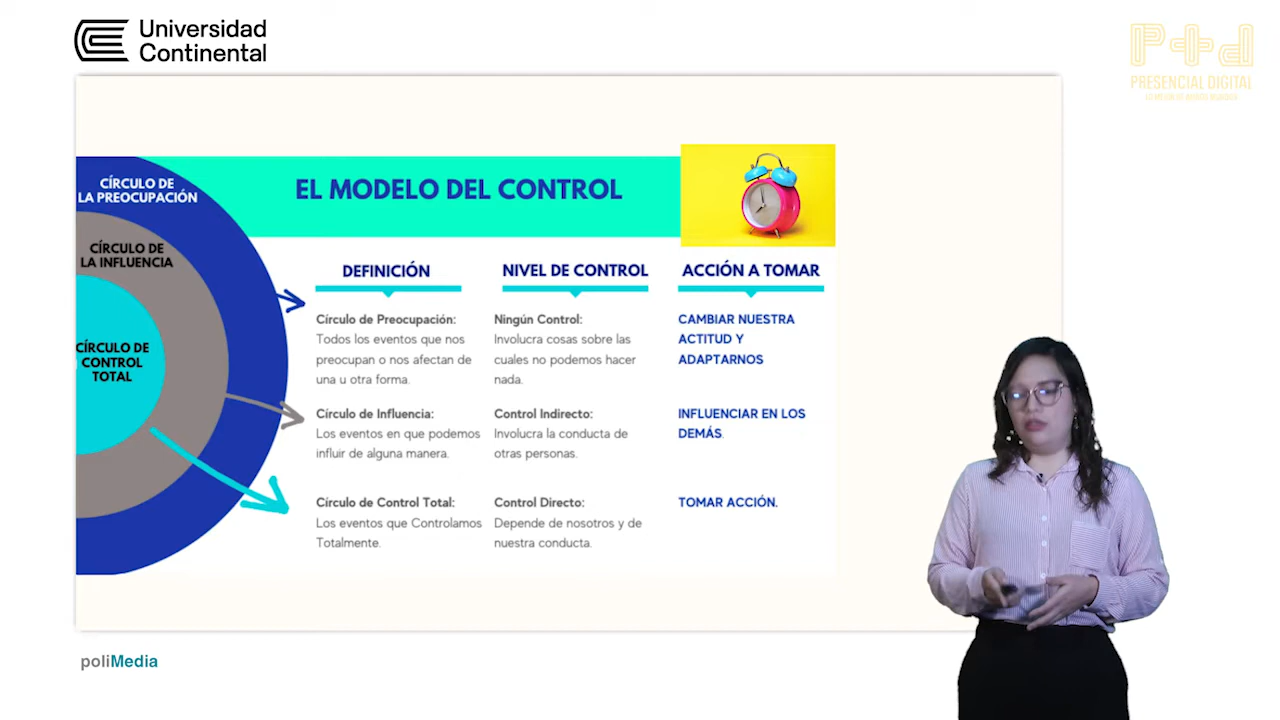 Universidad
Continental
P+d
PRESENCIAL DIGITAL
CÍRCULO DE
LA PREOCUPACIÓN
CÍRCULO DE
LA INFLUENCIA
CÍRCULO DE
CONTROL
TOTAL
EL MODELO DEL CONTROL
DEFINICIÓN
NIVEL DE CONTROL
ACCIÓN A TOMAR
Círculo de Preocupación:
Todos los eventos que nos
preocupan o nos afectan de
una u otra forma.
Ningún Control:
Involucra cosas sobre las
cuales no podemos hacer
nada.
CAMBIAR NUESTRA
ACTITUD Y
ADAPTARNOS
Círculo de Influencia:
Los eventos en que podemos
influir de alguna manera.
Control Indirecto:
Involucra la conducta de
otras personas.
INFLUENCIAR EN LOS
DEMÁS.
Círculo de Control Total:
Los eventos que Controlamos
Totalmente.
Control Directo:
Depende de nosotros y de
nuestra conducta.
TOMAR ACCIÓN.
poliMedia